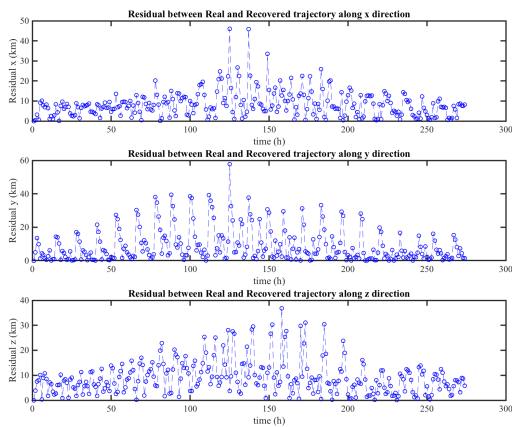 Residual between Real and Recovered trajectory along x direction
Residual x (km)
50
40
30
20
10
0
0 50 100 150 200 250 300
time (h)
Residual between Real and Recovered trajectory along y direction
Residual y (km)
60
40
20
0
0 50 100 150 200 250 300
time (h)
Residual between Real and Recovered trajectory along z direction
Residual z (km)
40
30
20
10
0
0 50 100 150 200 250 300
time (h)